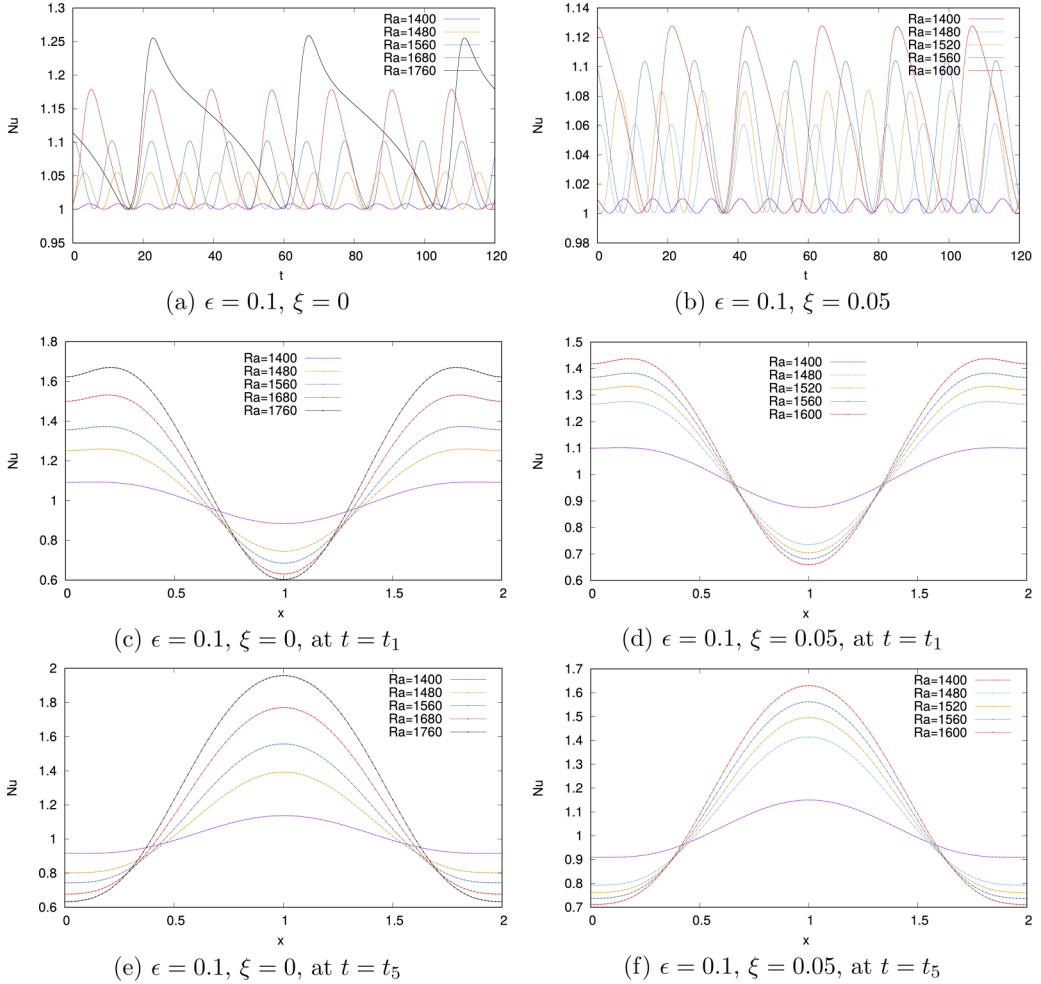 1.3
1.25
1.2
1.15
1.1
1.05
1
0.95
Nu
0
20
40
60
80
100
120
t
Ra=1400
Ra=1480
Ra=1560
Ra=1680
Ra=1760
(a) ϵ = 0.1, ξ = 0
1.14
1.12
1.1
1.08
1.06
1.04
1.02
1
0.98
Nu
0
20
40
60
80
100
120
t
Ra=1400
Ra=1480
Ra=1520
Ra=1560
Ra=1600
(b) ϵ = 0.1, ξ = 0.05
1.8
1.6
1.4
1.2
1
0.8
0.6
Nu
0
0.5
1
1.5
2
x
Ra=1400
Ra=1480
Ra=1560
Ra=1680
Ra=1760
(c) ϵ = 0.1, ξ = 0, at t = t₁
1.5
1.4
1.3
1.2
1.1
1
0.9
0.8
0.7
0.6
Nu
0
0.5
1
1.5
2
x
Ra=1400
Ra=1480
Ra=1520
Ra=1560
Ra=1600
(d) ϵ = 0.1, ξ = 0.05, at t = t₁
2
1.8
1.6
1.4
1.2
1
0.8
0.6
Nu
0
0.5
1
1.5
2
x
Ra=1400
Ra=1480
Ra=1560
Ra=1680
Ra=1760
(e) ϵ = 0.1, ξ = 0, at t = t₅
1.7
1.6
1.5
1.4
1.3
1.2
1.1
1
0.9
0.8
0.7
Nu
0
0.5
1
1.5
2
x
Ra=1400
Ra=1480
Ra=1520
Ra=1560
Ra=1600
(f) ϵ = 0.1, ξ = 0.05, at t = t₅